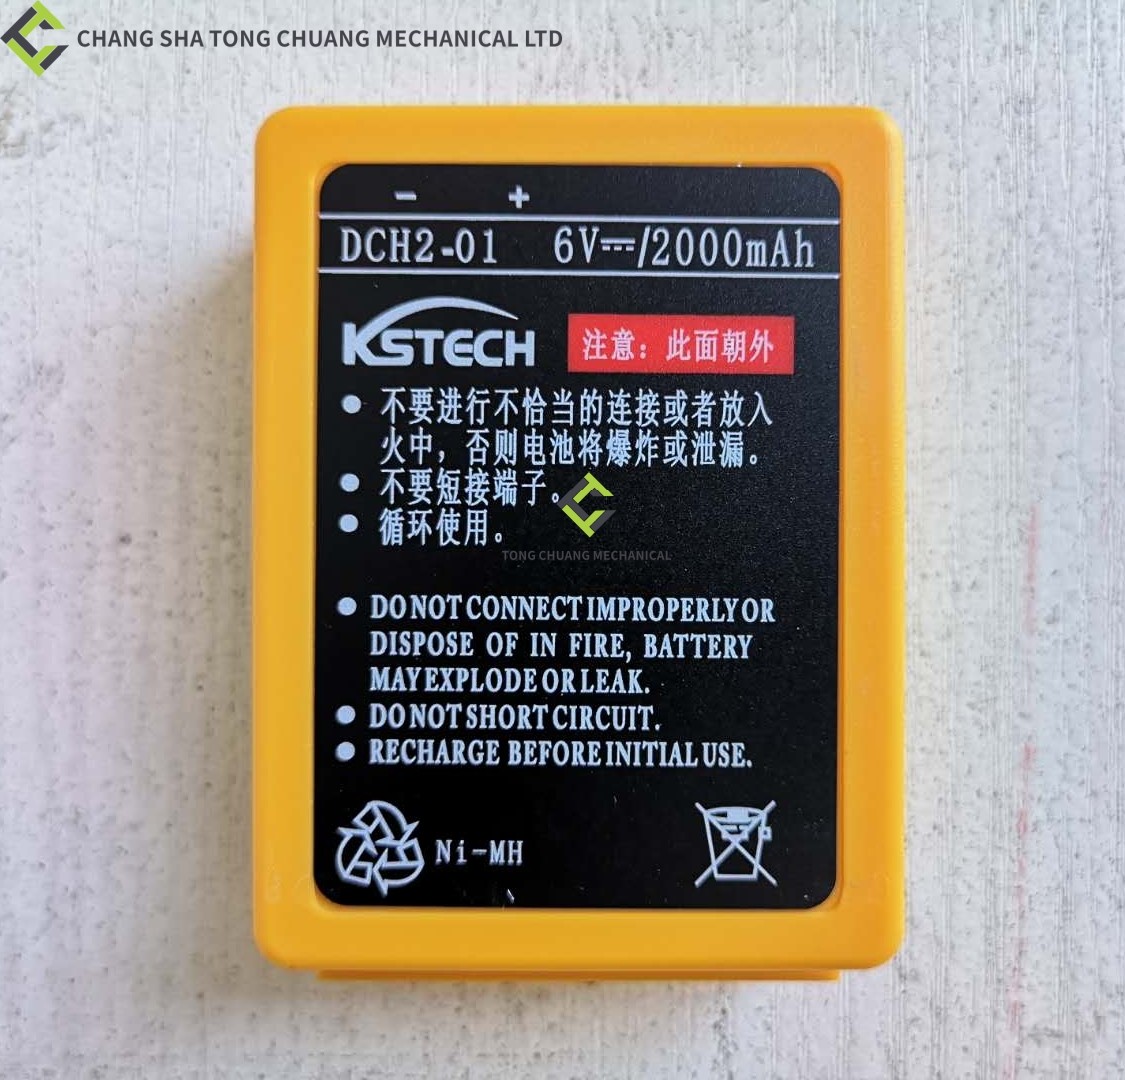 CHANG SHA TONG CHUANG MECHANICAL LTD
- +
DCH2-01 6V⎓/2000mAh
KSTECH
注意：此面朝外
● 不要进行不恰当的连接或者放入
火中，否则电池将爆炸或泄漏。
● 不要短接端子。
● 循环使用。
TONG CHUANG MECHANICAL
● DO NOT CONNECT IMPROPERLY OR
DISPOSE OF IN FIRE, BATTERY
MAY EXPLODE OR LEAK.
● DO NOT SHORT CIRCUIT.
● RECHARGE BEFORE INITIAL USE.
Ni-MH